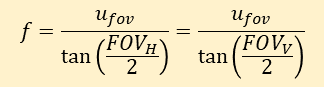 f = u_fov / tan(FOV_H / 2) = u_fov / tan(FOV_V / 2)